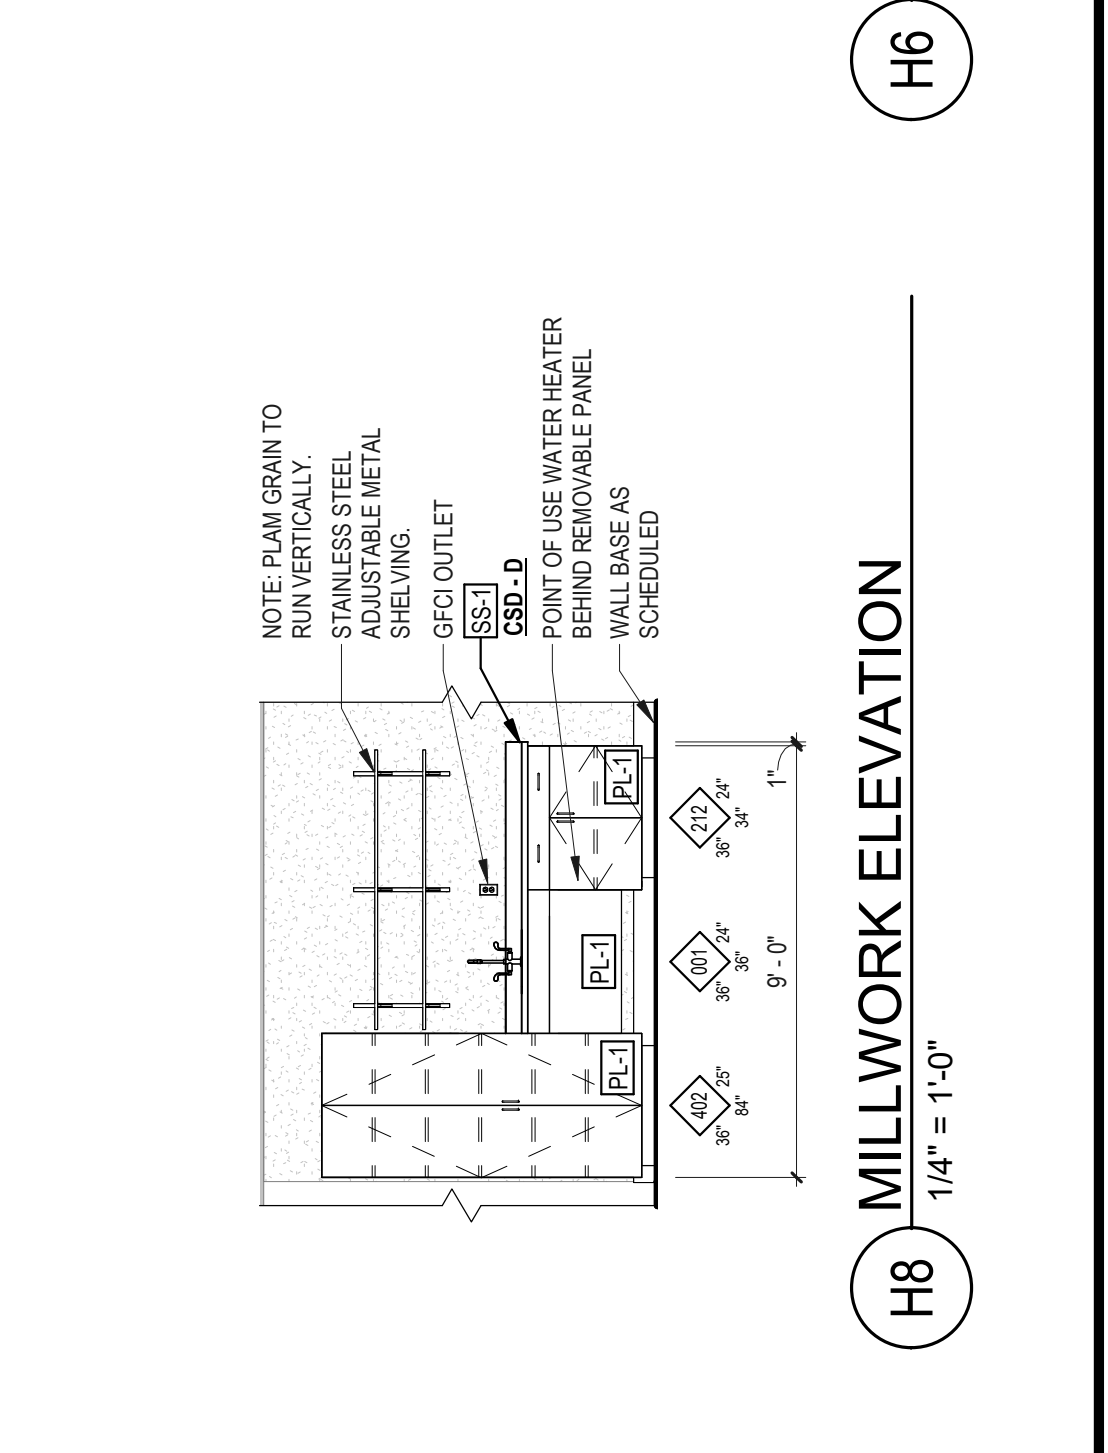 NOTE: PLAM GRAIN TO
RUN VERTICALLY.
STAINLESS STEEL
ADJUSTABLE METAL
SHELVING.
GFCI OUTLET
SS-1
CSD - D
POINT OF USE WATER HEATER
BEHIND REMOVABLE PANEL
WALL BASE AS
SCHEDULED
PL-1
PL-1
PL-1
402
36"
25"
84"
001
36"
24"
36"
212
36"
24"
34"
9' - 0"
1"
H8
MILLWORK ELEVATION
1/4" = 1'-0"
H6